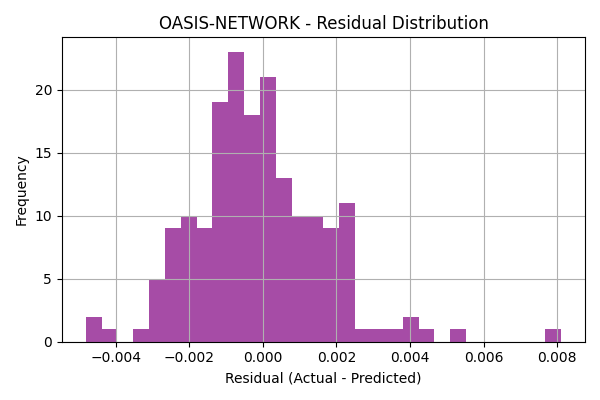 OASIS-NETWORK - Residual Distribution
Frequency
20
15
10
5
0
−0.004 −0.002 0.000 0.002 0.004 0.006 0.008
Residual (Actual - Predicted)